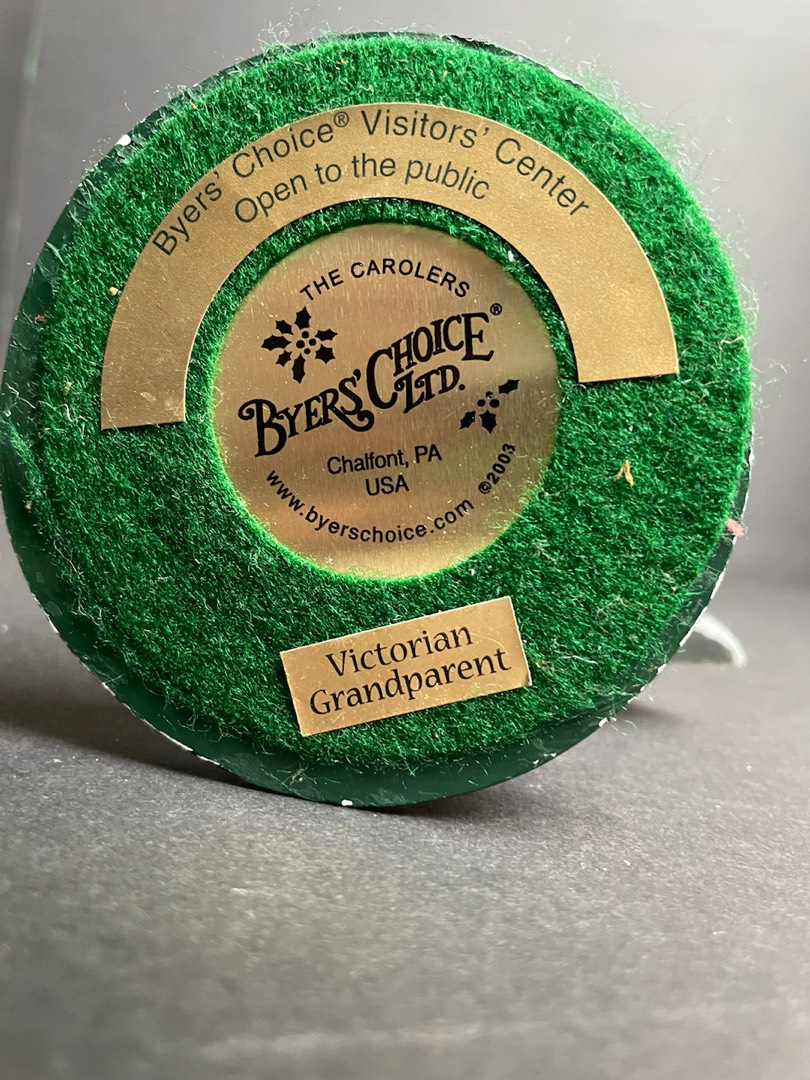 Byers' Choice® Visitors' Center
Open to the public
THE CAROLERS
BYERS' CHOICE®
LTD.
Chalfont, PA
USA
www.byerschoice.com ©2003
Victorian
Grandparent